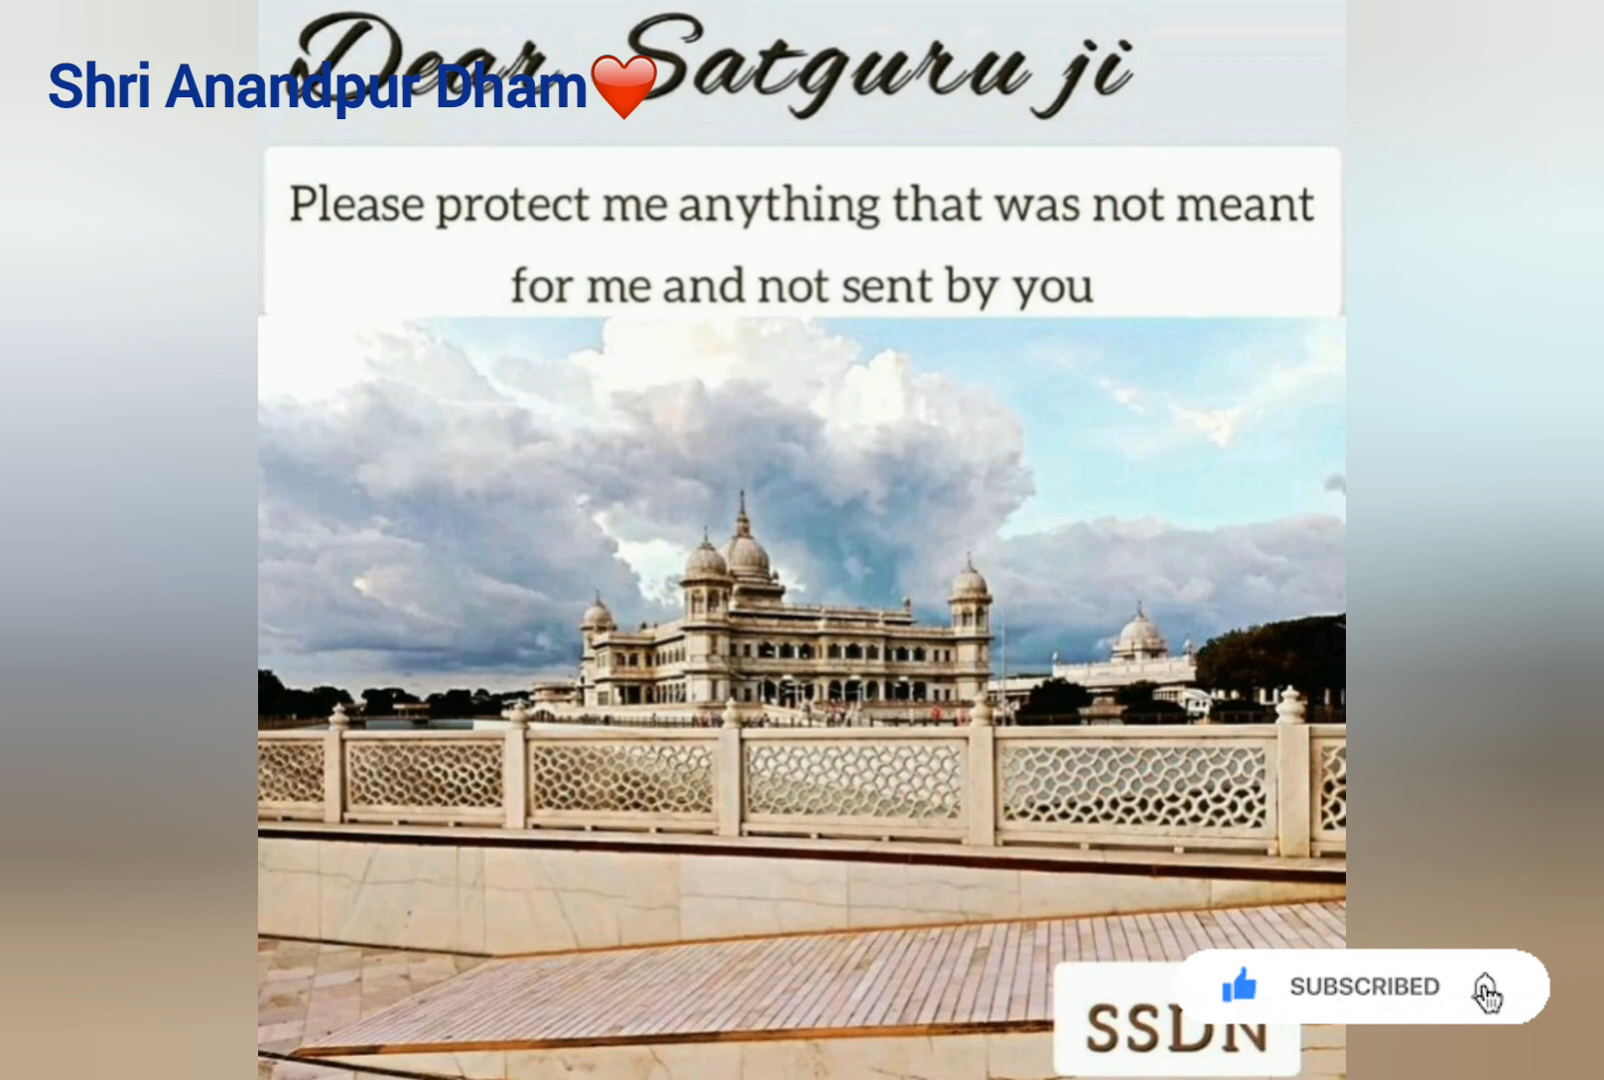 Dear Satguru ji
Shri Anandpur Dham❤️
Please protect me anything that was not meant
for me and not sent by you
SUBSCRIBED
SSDN